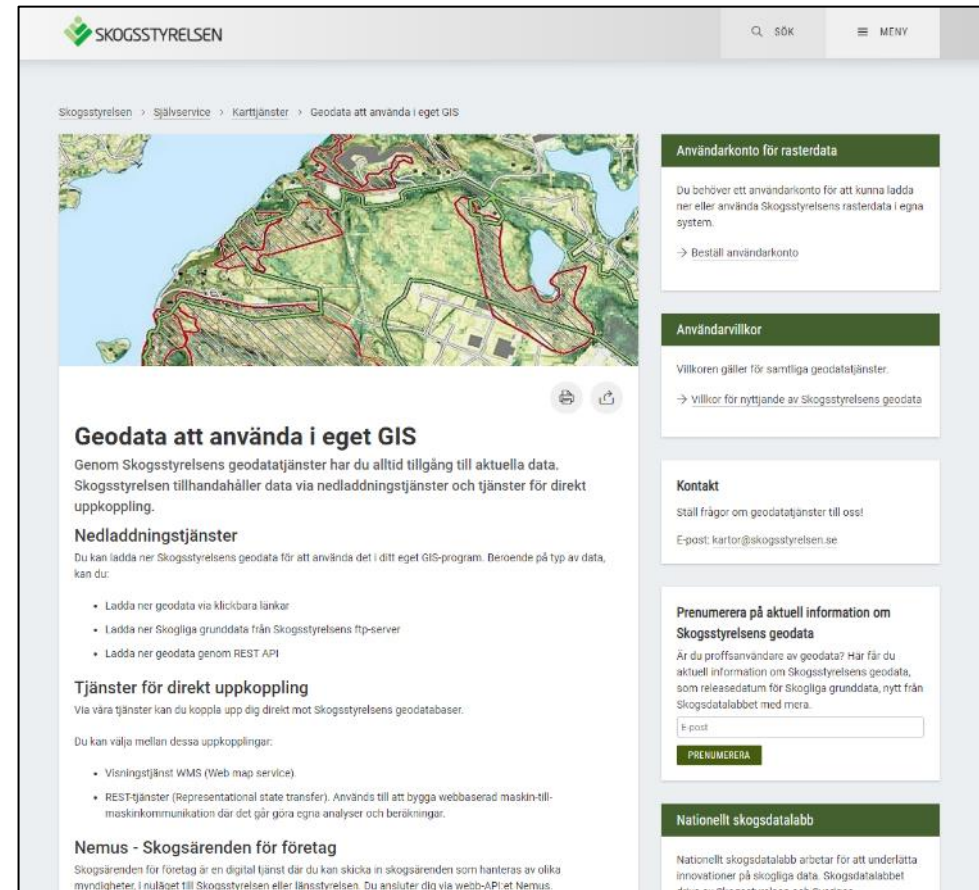 SKOGSSTYRELSEN
SÖK
MENY
Skogsstyrelsen > Självservice > Karttjänster > Geodata att använda i eget GIS
Geodata att använda i eget GIS
Genom Skogsstyrelsens geodatatjänster har du alltid tillgång till aktuella data.
Skogsstyrelsen tillhandahåller data via nedladdningstjänster och tjänster för direkt
uppkoppling.
Nedladdningstjänster
Du kan ladda ner Skogsstyrelsens geodata för att använda det i ditt eget GIS-program. Beroende på typ av data,
kan du:
• Ladda ner geodata via klickbara länkar
• Ladda ner Skogliga grunddata från Skogsstyrelsens ftp-server
• Ladda ner geodata genom REST API
Tjänster för direkt uppkoppling
Via våra tjänster kan du koppla upp dig direkt mot Skogsstyrelsens geodatabaser.
Du kan välja mellan dessa uppkopplingar:
• Visningstjänst WMS (Web map service).
• REST-tjänster (Representational state transfer). Används till att bygga webbaserad maskin-till-
maskinkommunikation där det går göra egna analyser och beräkningar.
Nemus - Skogsärenden för företag
Skogsärenden för företag är en digital tjänst där du kan skicka in skogsärenden som hanteras av olika
myndigheter, i nuläget till Skogsstyrelsen eller länsstyrelsen. Du ansluter dig via webb-API:et Nemus.
Användarkonto för rasterdata
Du behöver ett användarkonto för att kunna ladda
ner eller använda Skogsstyrelsens rasterdata i egna
system.
→ Beställ användarkonto
Användarvillkor
Villkoren gäller för samtliga geodatatjänster.
→ Villkor för nyttjande av Skogsstyrelsens geodata
Kontakt
Ställ frågor om geodatatjänster till oss!
E-post: kartor@skogsstyrelsen.se
Prenumerera på aktuell information om
Skogsstyrelsens geodata
Är du proffsanvändare av geodata? Här får du
aktuell information om Skogsstyrelsens geodata,
som releasedatum för Skogliga grunddata, nytt från
Skogsdatalabbet med mera.
E-post
PRENUMERERA
Nationellt skogsdatalabb
Nationellt skogsdatalabb arbetar för att underlätta
innovationer på skogliga data. Skogsdatalabbet
drivs av Skogsstyrelsen och Sveriges